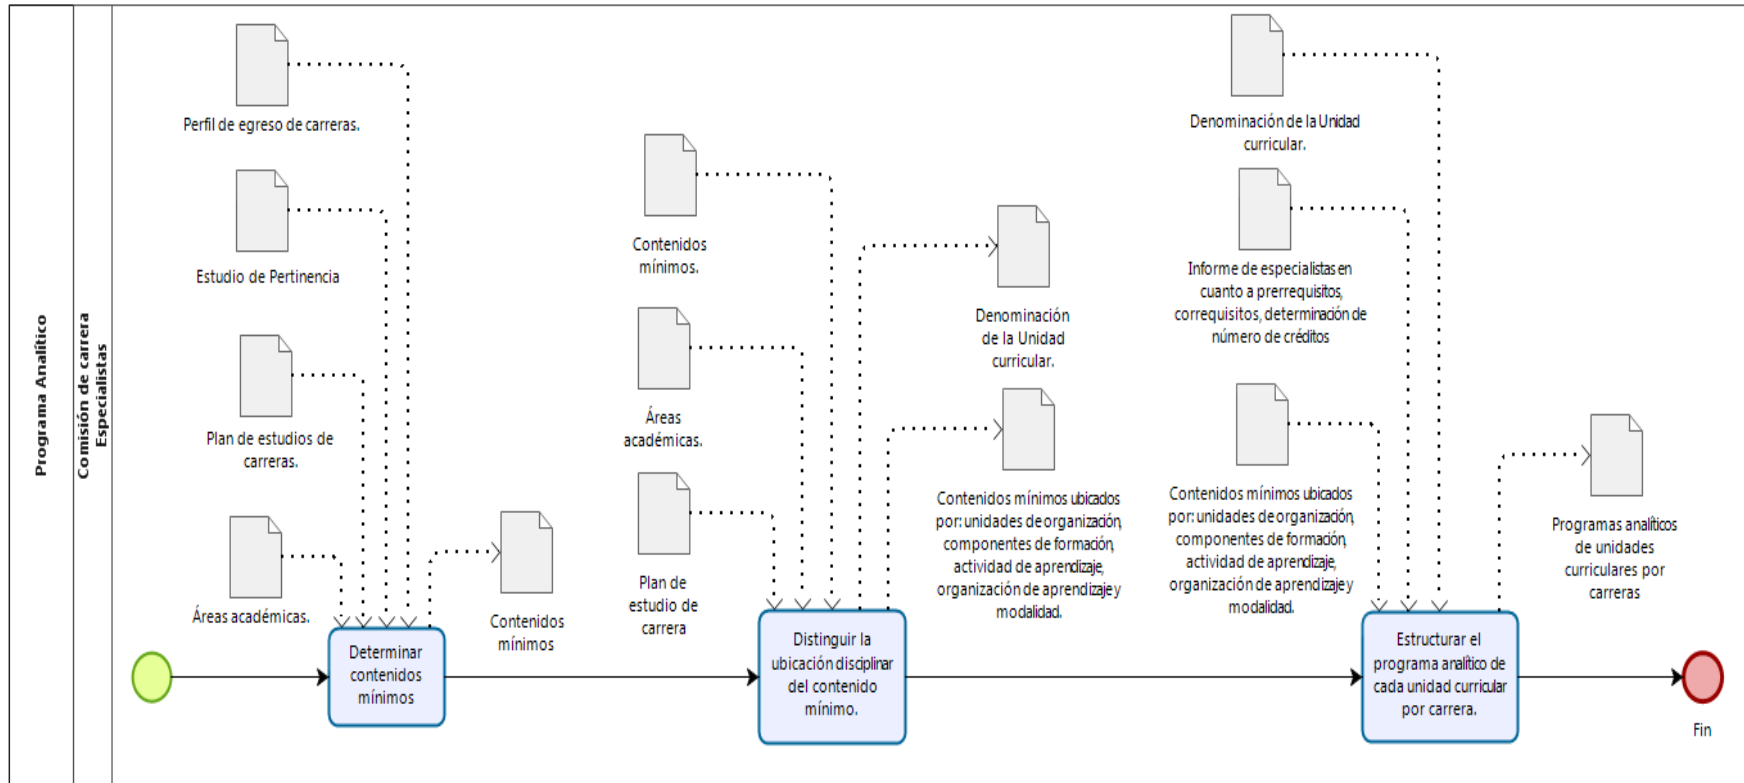 Programa Analítico
Comisión de carrera
Especialistas
Perfil de egreso de carreras.
Estudio de Pertinencia
Plan de estudios de
carreras.
Áreas académicas.
Contenidos
mínimos
Determinar
contenidos
mínimos
Contenidos
mínimos.
Áreas
académicas.
Plan de
estudio de
carrera
Denominación
de la Unidad
curricular.
Contenidos mínimos ubicados
por: unidades de organización,
componentes de formación,
actividad de aprendizaje,
organización de aprendizaje y
modalidad.
Distinguir la
ubicación disciplinar
del contenido
mínimo.
Denominación de la Unidad
curricular.
Informe de especialistas en
cuanto a prerrequisitos,
correquisitos, determinación de
número de créditos
Contenidos mínimos ubicados
por: unidades de organización,
componentes de formación,
actividad de aprendizaje,
organización de aprendizaje y
modalidad.
Programas analíticos
de unidades
curriculares por
carreras
Estructurar el
programa analítico de
cada unidad curricular
por carrera.
Fin